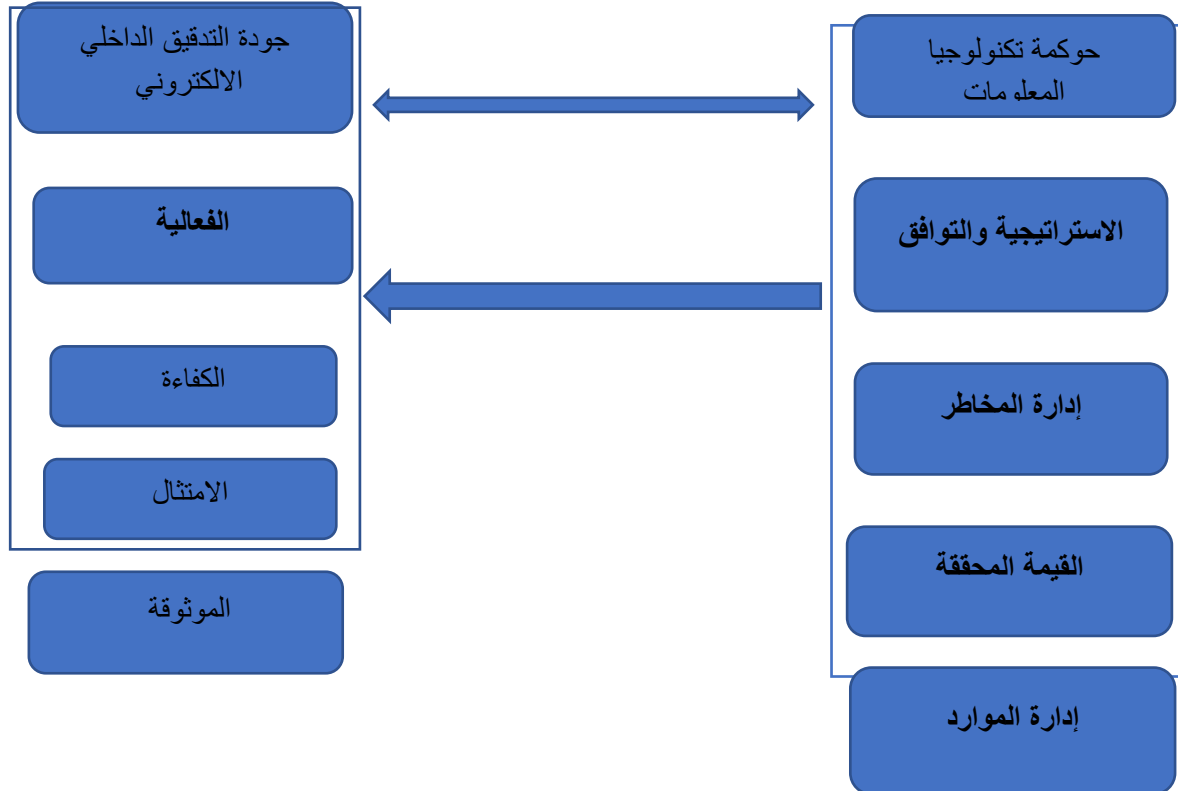 حوكمة تكنولوجيا
المعلومات
الاستراتيجية والتوافق
إدارة المخاطر
القيمة المحققة
إدارة الموارد
جودة التدقيق الداخلي
الالكتروني
الفعالية
الكفاءة
الامتثال
الموثوقة